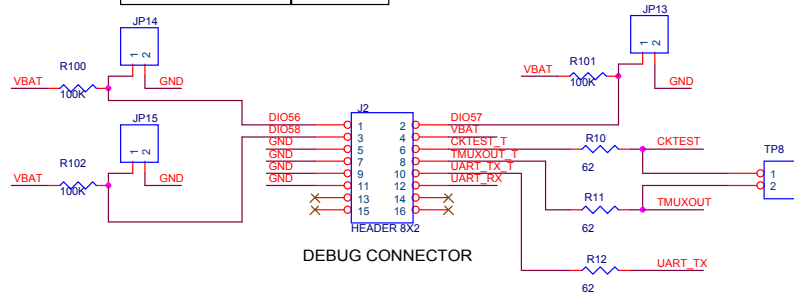 JP14
1 2
R100
VBAT
100K
GND
JP13
1 2
R101
VBAT
100K
GND
JP15
1 2
R102
VBAT
100K
GND
J2
DIO56 1 2 DIO57
DIO58 3 4 VBAT
GND 5 6 CKTEST_T
GND 7 8 TMUXOUT_T
GND 9 10 UART_TX_T
GND 11 12 UART_RX
13 14
15 16
HEADER 8X2
DEBUG CONNECTOR
R10
62
CKTEST
TP8
1
2
R11
62
TMUXOUT
R12
62
UART_TX